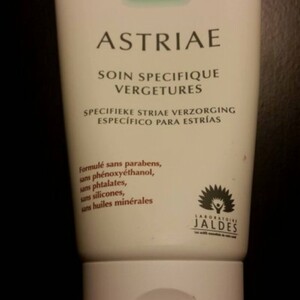 ASTRIAE
SOIN SPECIFIQUE
VERGETURES
SPECIFIEKE STRIAE VERZORGING
ESPECÍFICO PARA ESTRÍAS
Formulé sans parabens,
sans phénoxyéthanol,
sans phtalates,
sans silicones,
sans huiles minérales
LABORATOIRE
JALDES